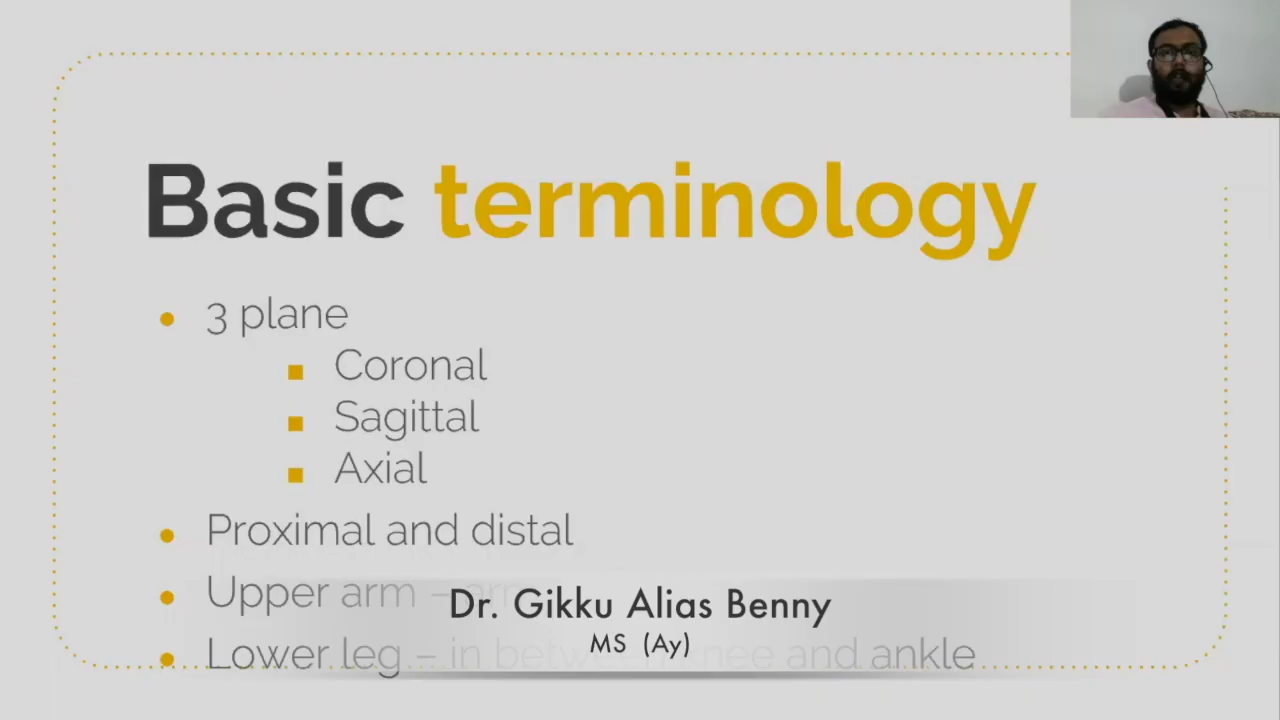 Basic terminology
3 plane
Coronal
Sagittal
Axial
Proximal and distal
Upper arm – arm
Dr. Gikku Alias Benny
MS (Ay)
Lower leg – in between knee and ankle